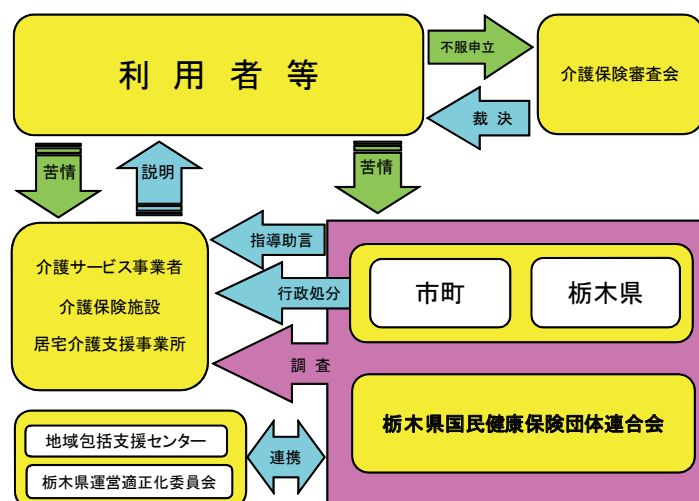 利用者等
不服申立
介護保険審査会
裁決
苦情
説明
苦情
指導助言
介護サービス事業者
介護保険施設
居宅介護支援事業所
行政処分
市町
栃木県
調査
栃木県国民健康保険団体連合会
地域包括支援センター
栃木県運営適正化委員会
連携